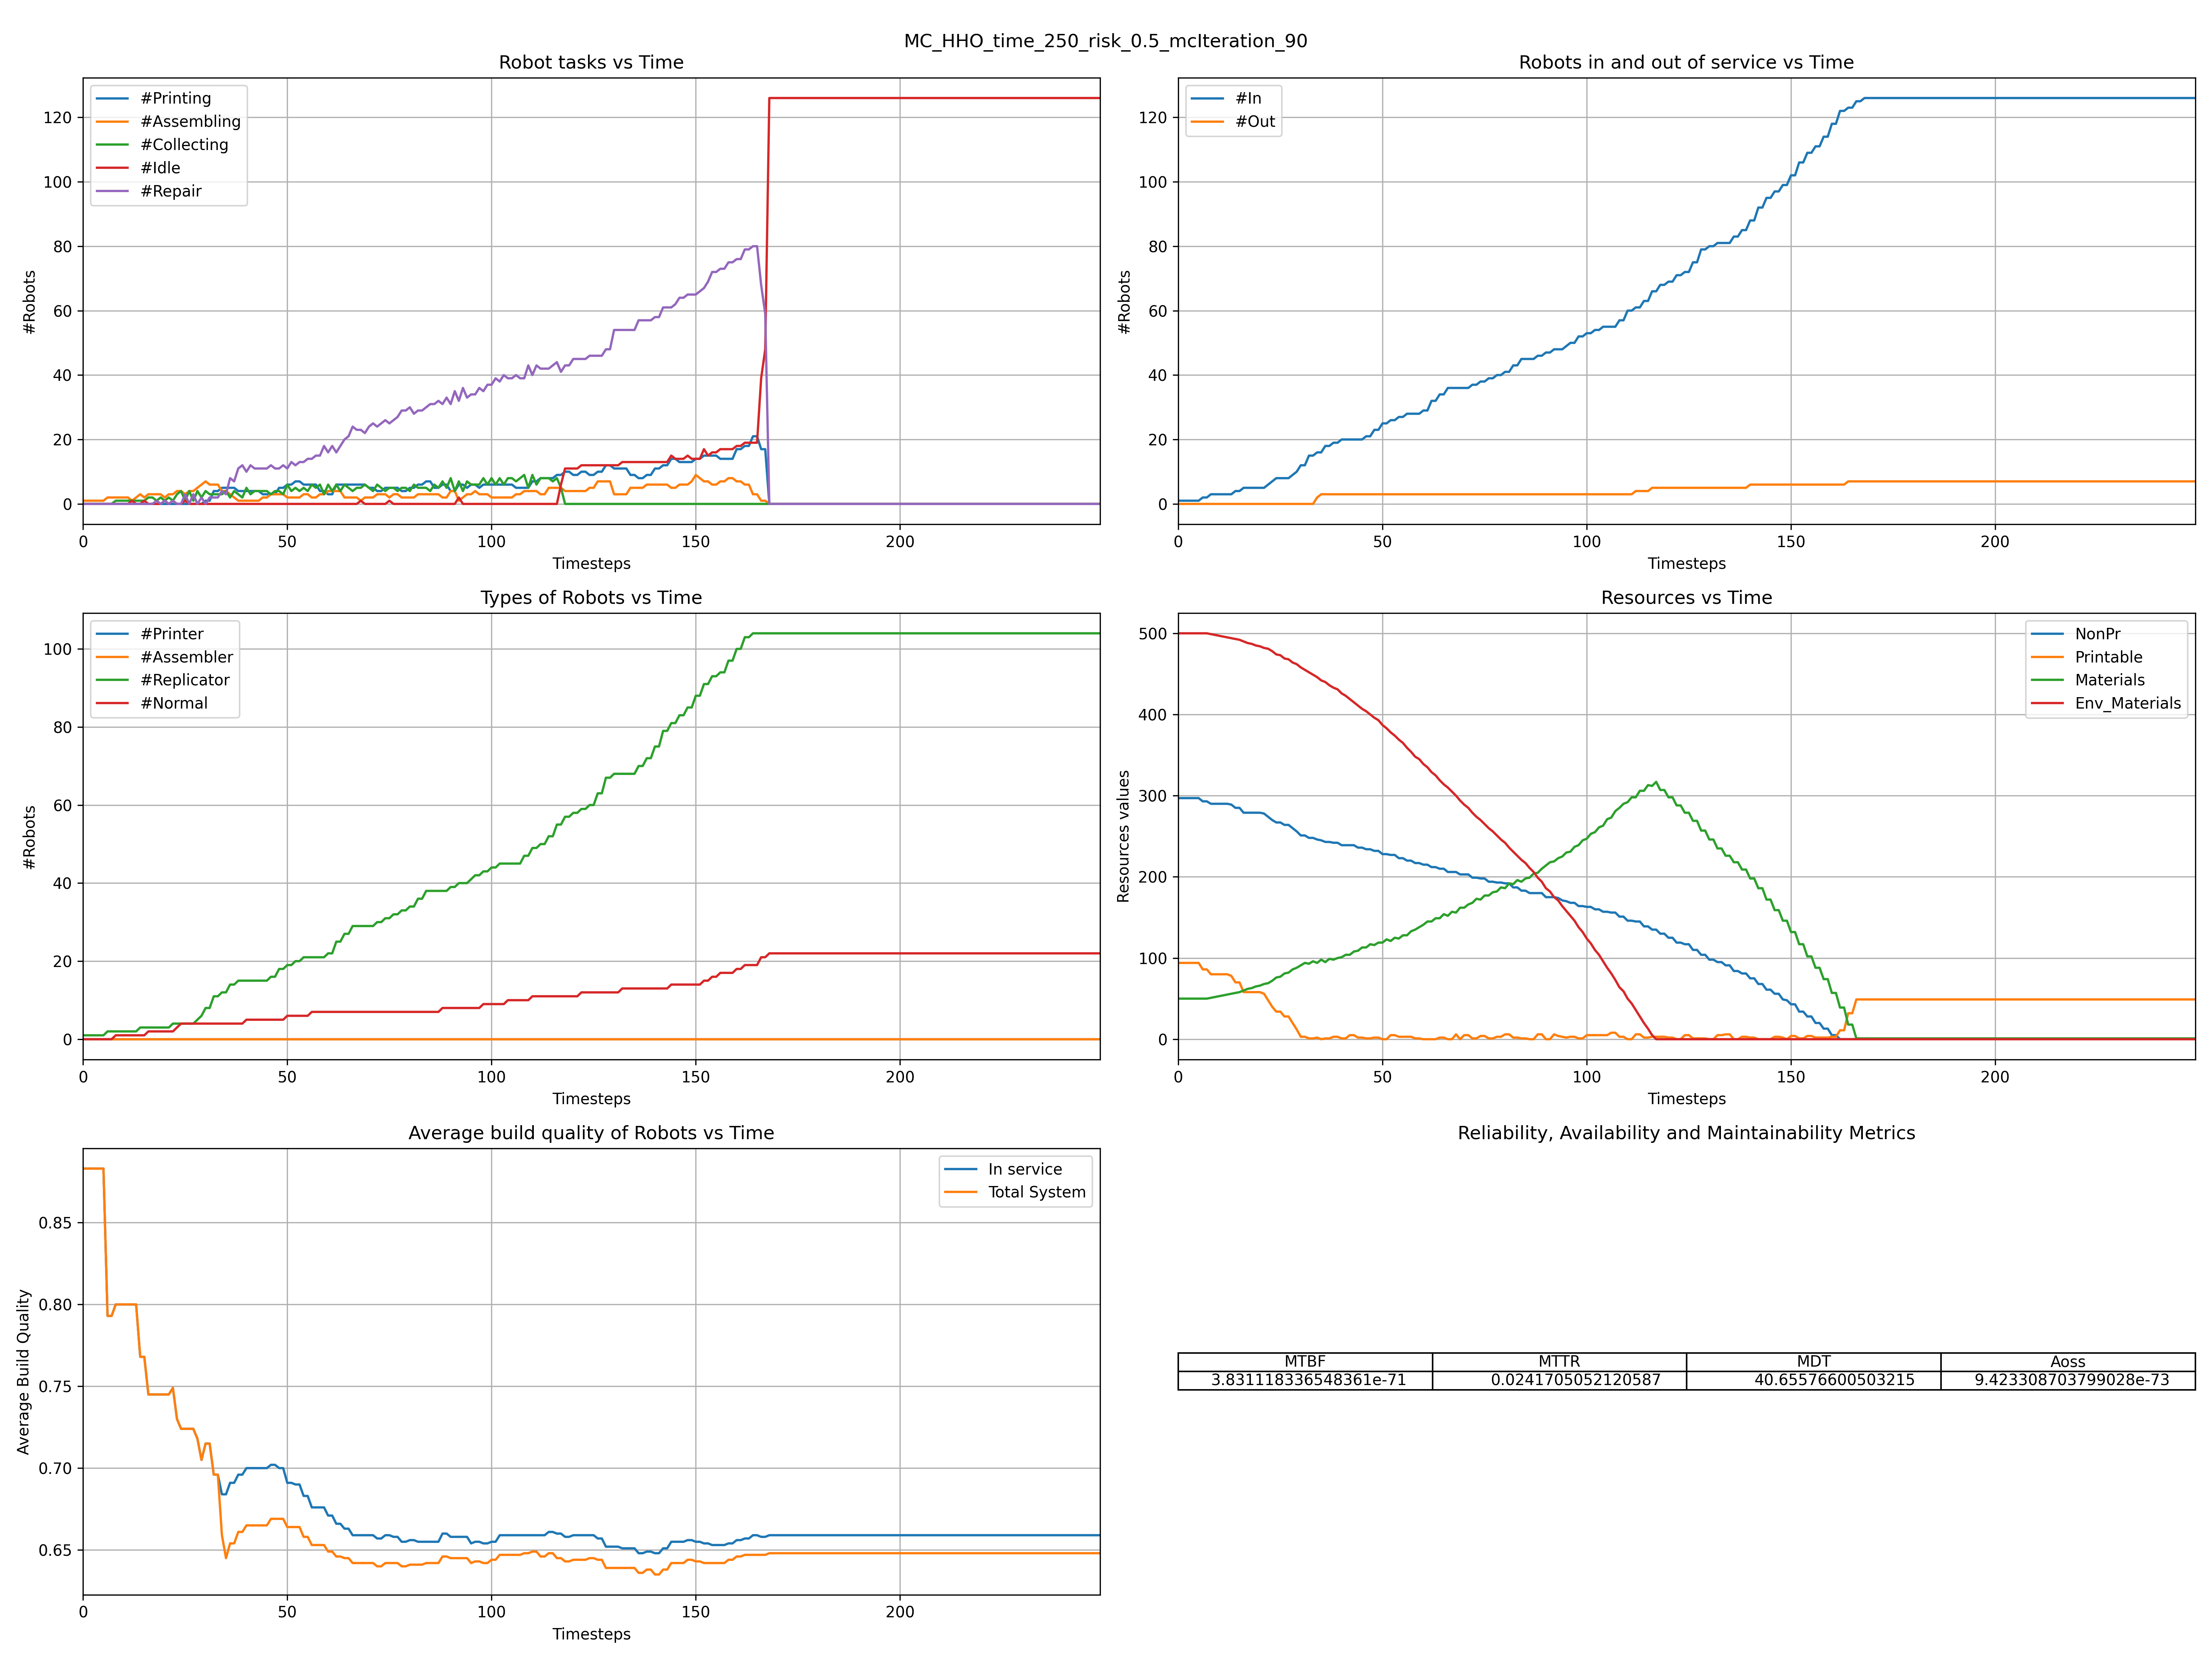 MC_HHO_time_250_risk_0.5_mcIteration_90
Robot tasks vs Time
#Printing
#Assembling
#Collecting
#Idle
#Repair
120
100
80
60
40
20
0
#Robots
0 50 100 150 200
Timesteps
Robots in and out of service vs Time
#In
#Out
120
100
80
60
40
20
0
#Robots
0 50 100 150 200
Timesteps
Types of Robots vs Time
#Printer
#Assembler
#Replicator
#Normal
100
80
60
40
20
0
#Robots
0 50 100 150 200
Timesteps
Resources vs Time
NonPr
Printable
Materials
Env_Materials
500
400
300
200
100
0
Resources values
0 50 100 150 200
Timesteps
Average build quality of Robots vs Time
In service
Total System
0.85
0.80
0.75
0.70
0.65
Average Build Quality
0 50 100 150 200
Timesteps
Reliability, Availability and Maintainability Metrics
MTBF MTTR MDT Aoss
3.831118336548361e-71 0.0241705052120587 40.65576600503215 9.423308703799028e-73